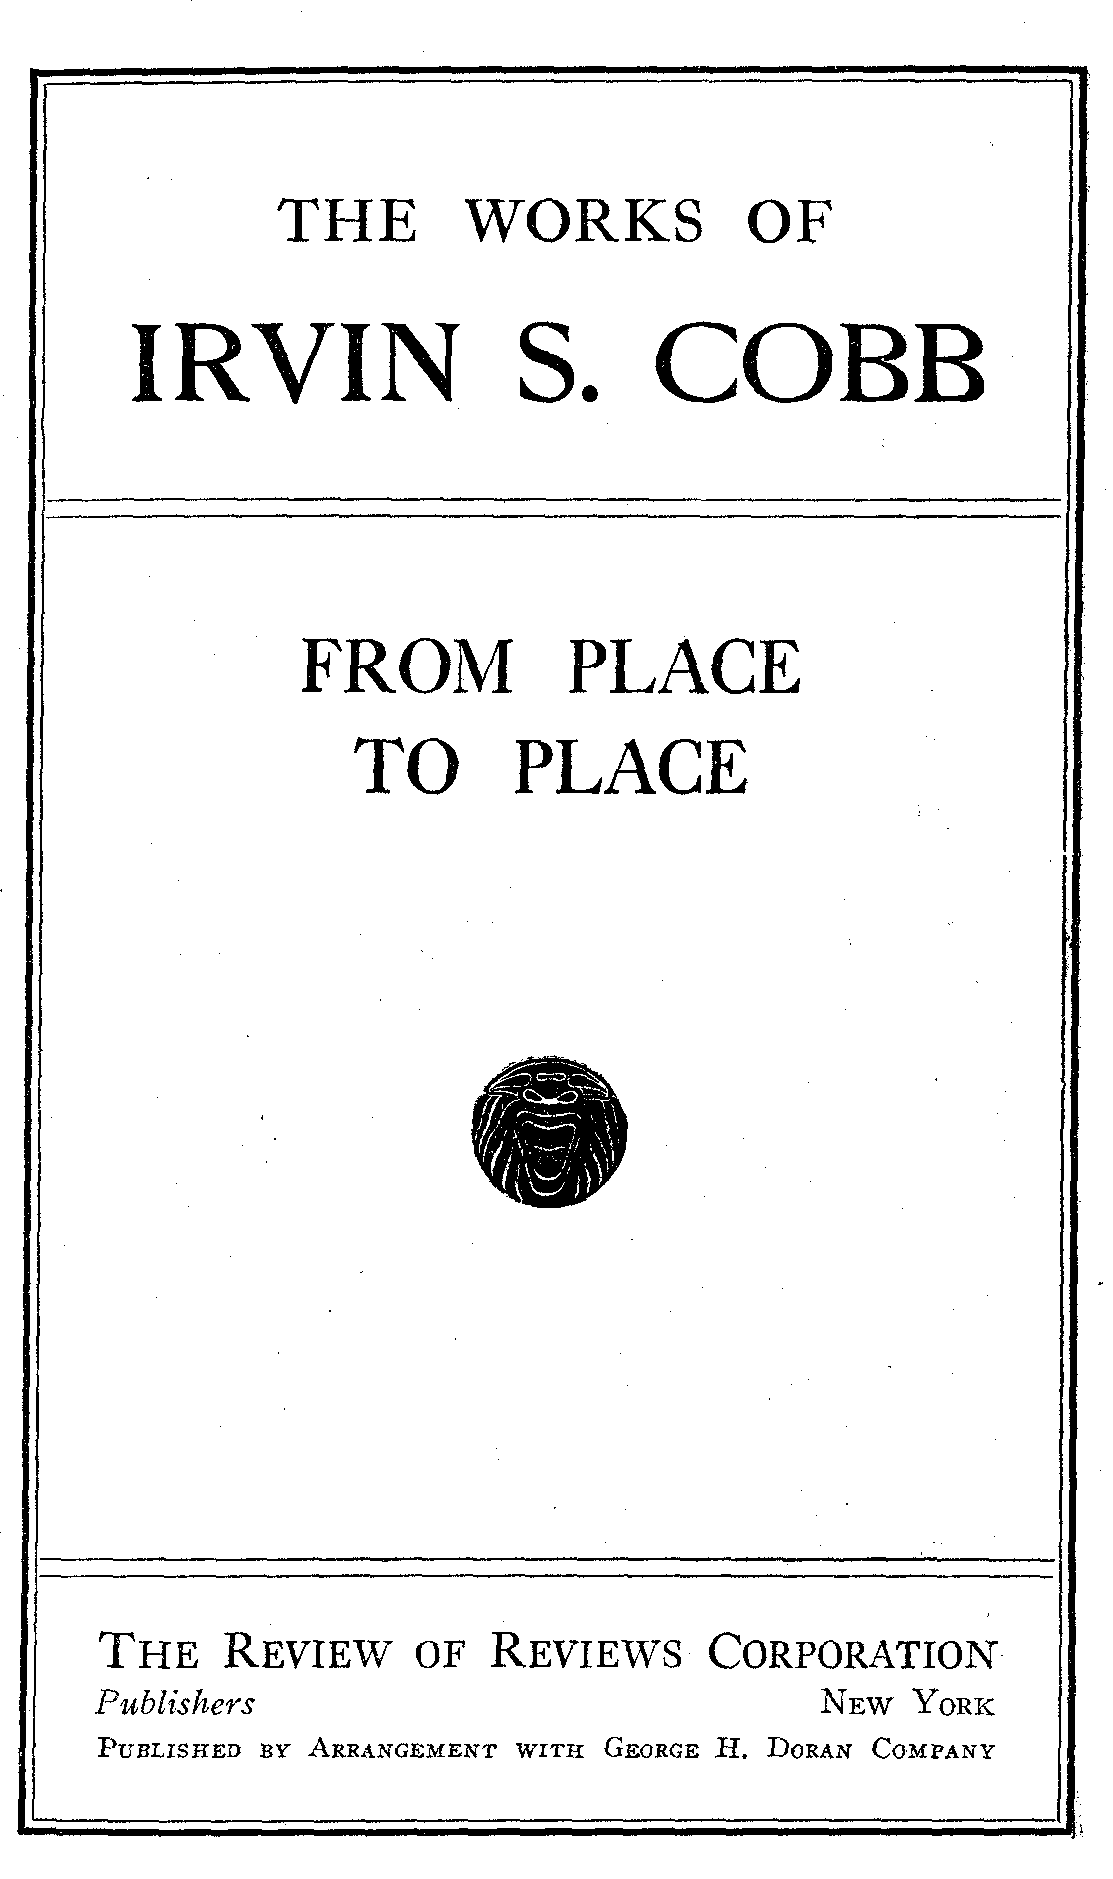 THE WORKS OF
IRVIN S. COBB
FROM PLACE
TO PLACE
THE REVIEW OF REVIEWS CORPORATION
Publishers NEW YORK
PUBLISHED BY ARRANGEMENT WITH GEORGE H. DORAN COMPANY